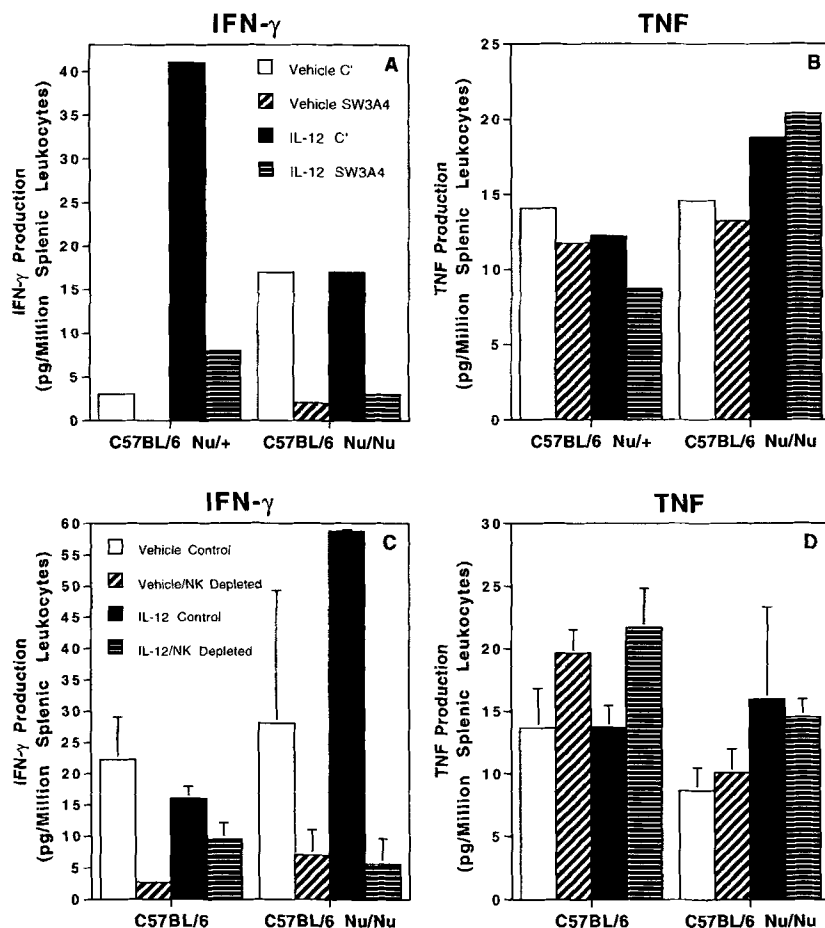 IFN-γ
TNF
IFN-γ Production
(pg/Million Splenic Leukocytes)
40
35
30
25
20
15
10
5
0
A
Vehicle C'
Vehicle SW3A4
IL-12 C'
IL-12 SW3A4
C57BL/6 Nu/+
C57BL/6 Nu/Nu
TNF Production
(pg/Million Splenic Leukocytes)
25
20
15
10
5
0
B
C57BL/6 Nu/+
C57BL/6 Nu/Nu
IFN-γ
TNF
IFN-γ Production
(pg/Million Splenic Leukocytes)
60
55
50
45
40
35
30
25
20
15
10
5
0
C
Vehicle Control
Vehicle/NK Depleted
IL-12 Control
IL-12/NK Depleted
C57BL/6
C57BL/6 Nu/Nu
TNF Production
(pg/Million Splenic Leukocytes)
30
25
20
15
10
5
0
D
C57BL/6
C57BL/6 Nu/Nu